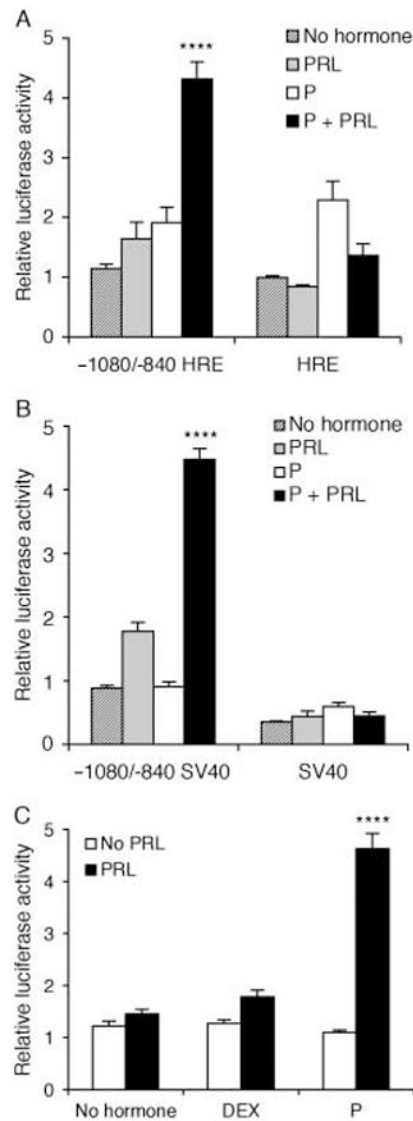 A
5
4
3
2
1
0
Relative luciferase activity
****
No hormone
PRL
P
P + PRL
–1080/-840 HRE
HRE
B
5
4
3
2
1
0
Relative luciferase activity
****
No hormone
PRL
P
P + PRL
–1080/-840 SV40
SV40
C
5
4
3
2
1
0
Relative luciferase activity
****
No PRL
PRL
No hormone
DEX
P